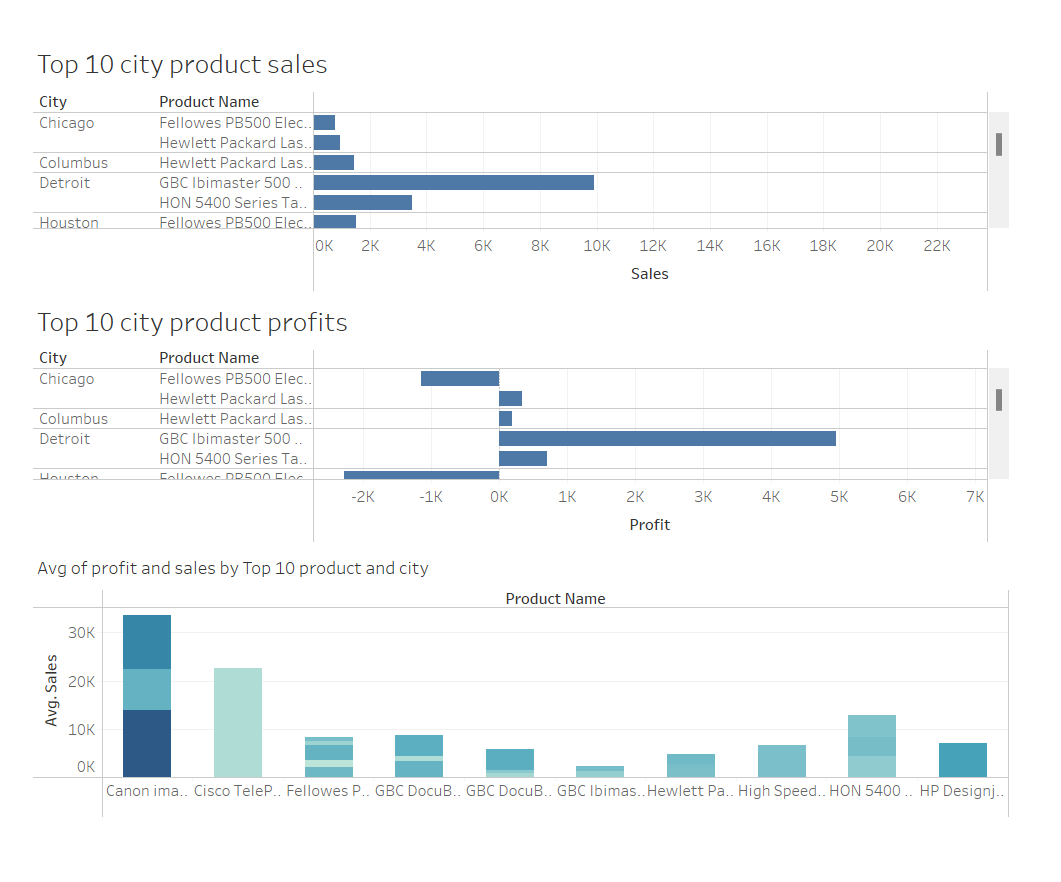 Top 10 city product sales
City Product Name
Chicago Fellowes PB500 Elec..
Hewlett Packard Las..
Columbus Hewlett Packard Las..
Detroit GBC Ibimaster 500 ..
HON 5400 Series Ta..
Houston Fellowes PB500 Elec..
0K 2K 4K 6K 8K 10K 12K 14K 16K 18K 20K 22K
Sales
Top 10 city product profits
City Product Name
Chicago Fellowes PB500 Elec..
Hewlett Packard Las..
Columbus Hewlett Packard Las..
Detroit GBC Ibimaster 500 ..
HON 5400 Series Ta..
Houston Fellowes PB500 Elec..
-2K -1K 0K 1K 2K 3K 4K 5K 6K 7K
Profit
Avg of profit and sales by Top 10 product and city
Product Name
30K
20K
10K
0K
Avg. Sales
Canon ima.. Cisco TeleP.. Fellowes P.. GBC DocuB.. GBC DocuB.. GBC Ibimas.. Hewlett Pa.. High Speed.. HON 5400 .. HP Designj..